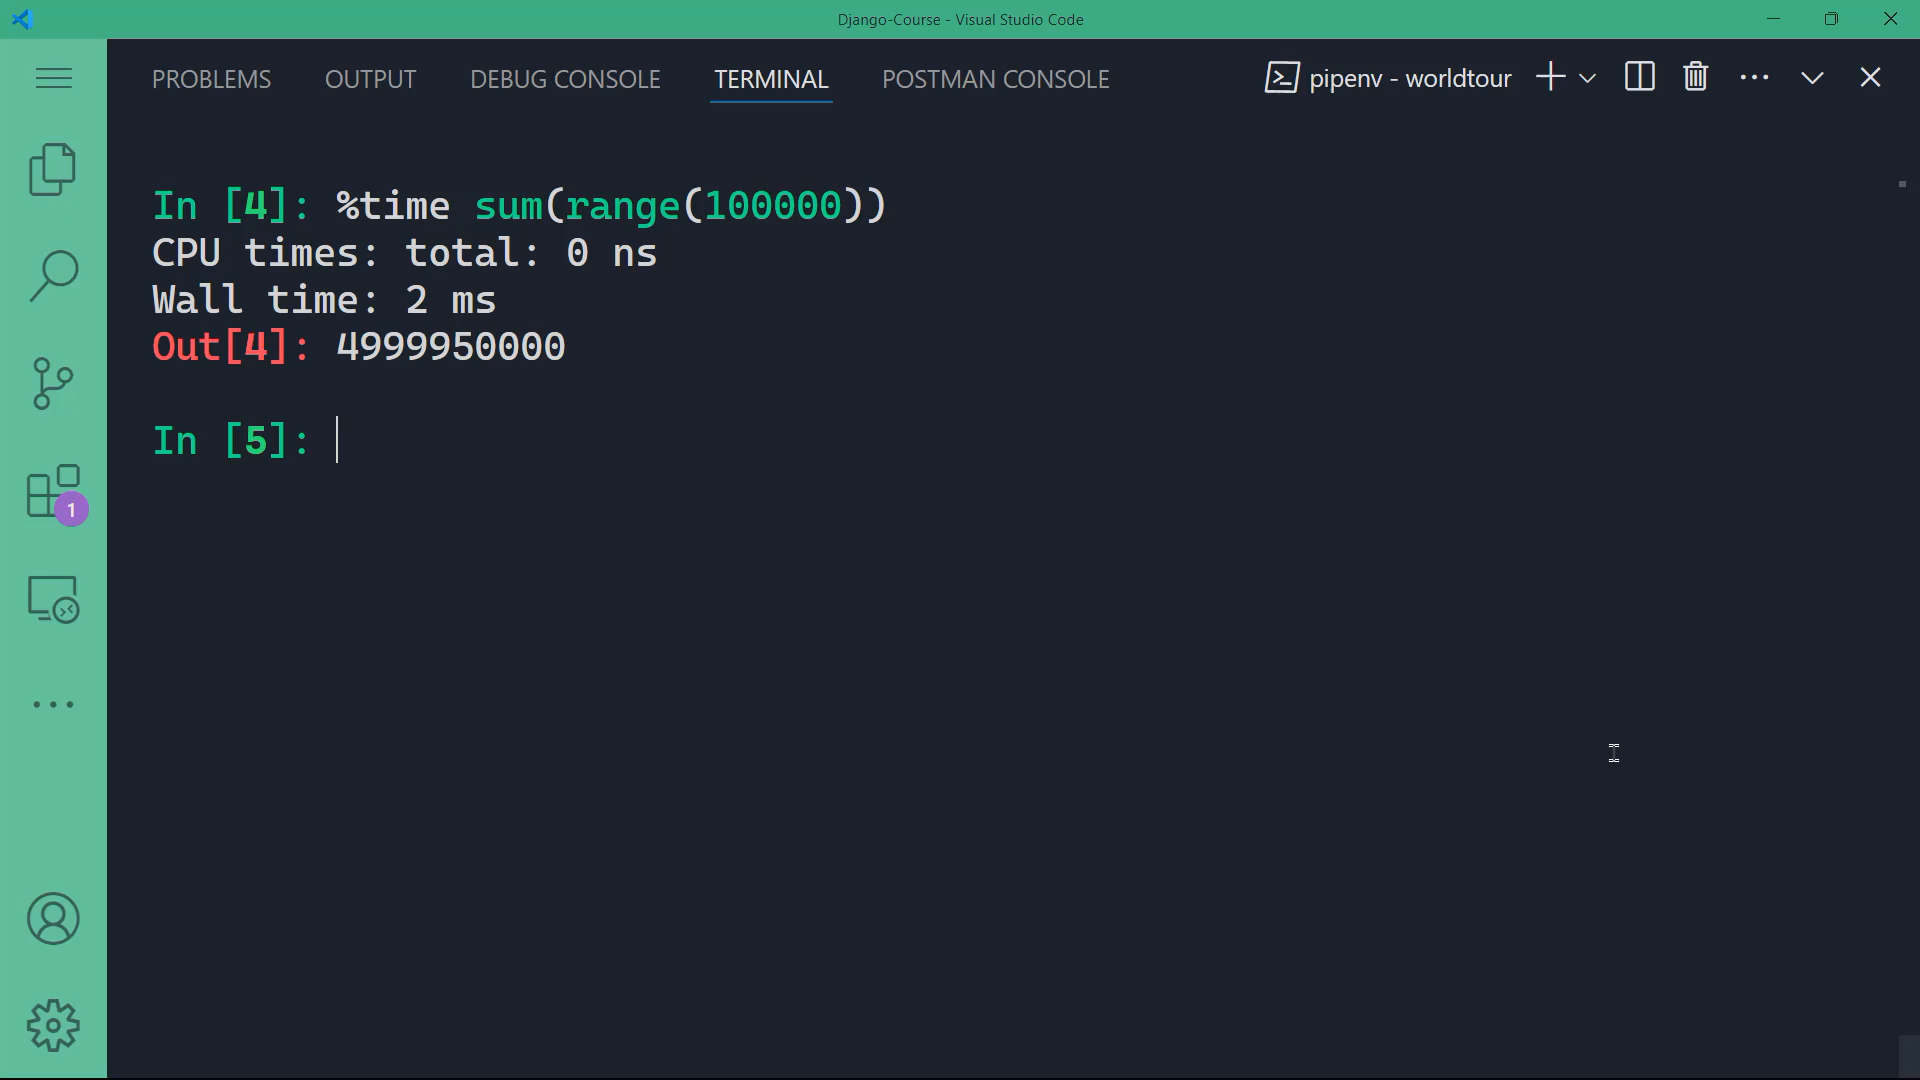 Django-Course - Visual Studio Code
PROBLEMS OUTPUT DEBUG CONSOLE TERMINAL POSTMAN CONSOLE pipenv - worldtour
In [4]: %time sum(range(100000))
CPU times: total: 0 ns
Wall time: 2 ms
Out[4]: 4999950000
In [5]:
1